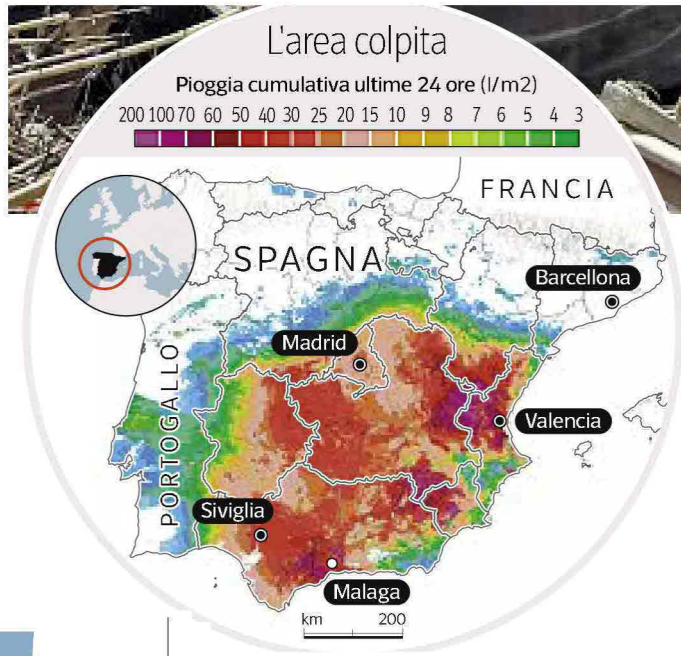 L'area colpita
Pioggia cumulativa ultime 24 ore (l/m2)
200 100 70 60 50 40 30 25 20 15 10 9 8 7 6 5 4 3
FRANCIA
SPAGNA
Barcellona
Madrid
PORTOGALLO
Valencia
Siviglia
Malaga
km 200